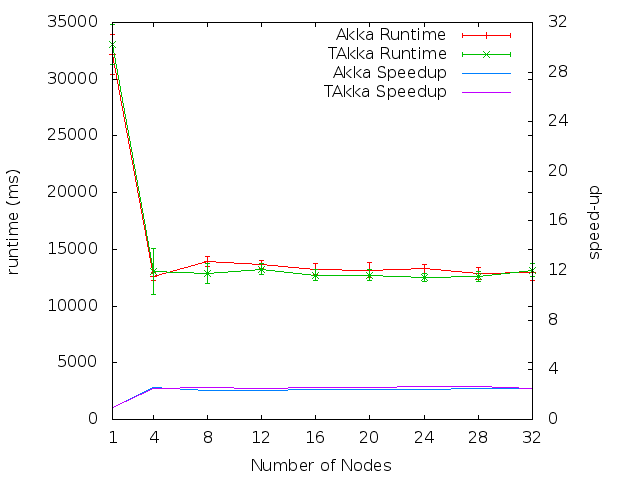 35000
30000
25000
20000
15000
10000
5000
0
runtime (ms)
Akka Runtime
TAkka Runtime
Akka Speedup
TAkka Speedup
32
28
24
20
16
12
8
4
0
speed-up
1 4 8 12 16 20 24 28 32
Number of Nodes